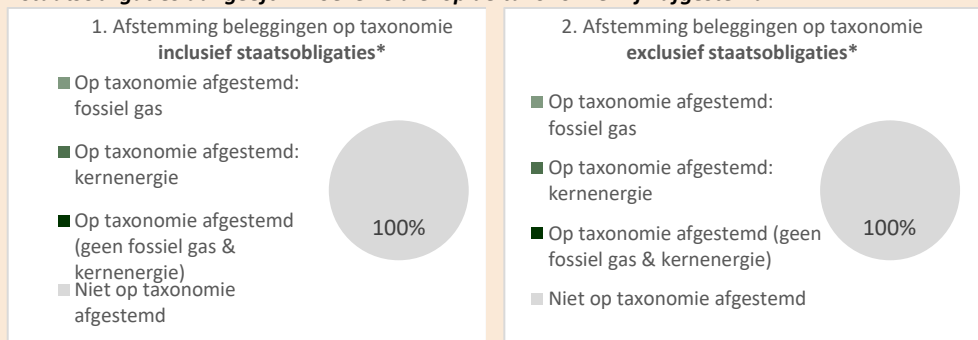 1. Afstemming beleggingen op taxonomie
inclusief staatsobligaties*
Op taxonomie afgestemd:
fossiel gas
Op taxonomie afgestemd:
kernenergie
Op taxonomie afgestemd
(geen fossiel gas &
kernenergie)
Niet op taxonomie
afgestemd
100%
2. Afstemming beleggingen op taxonomie
exclusief staatsobligaties*
Op taxonomie afgestemd:
fossiel gas
Op taxonomie afgestemd:
kernenergie
Op taxonomie afgestemd (geen
fossiel gas & kernenergie)
Niet op taxonomie afgestemd
100%